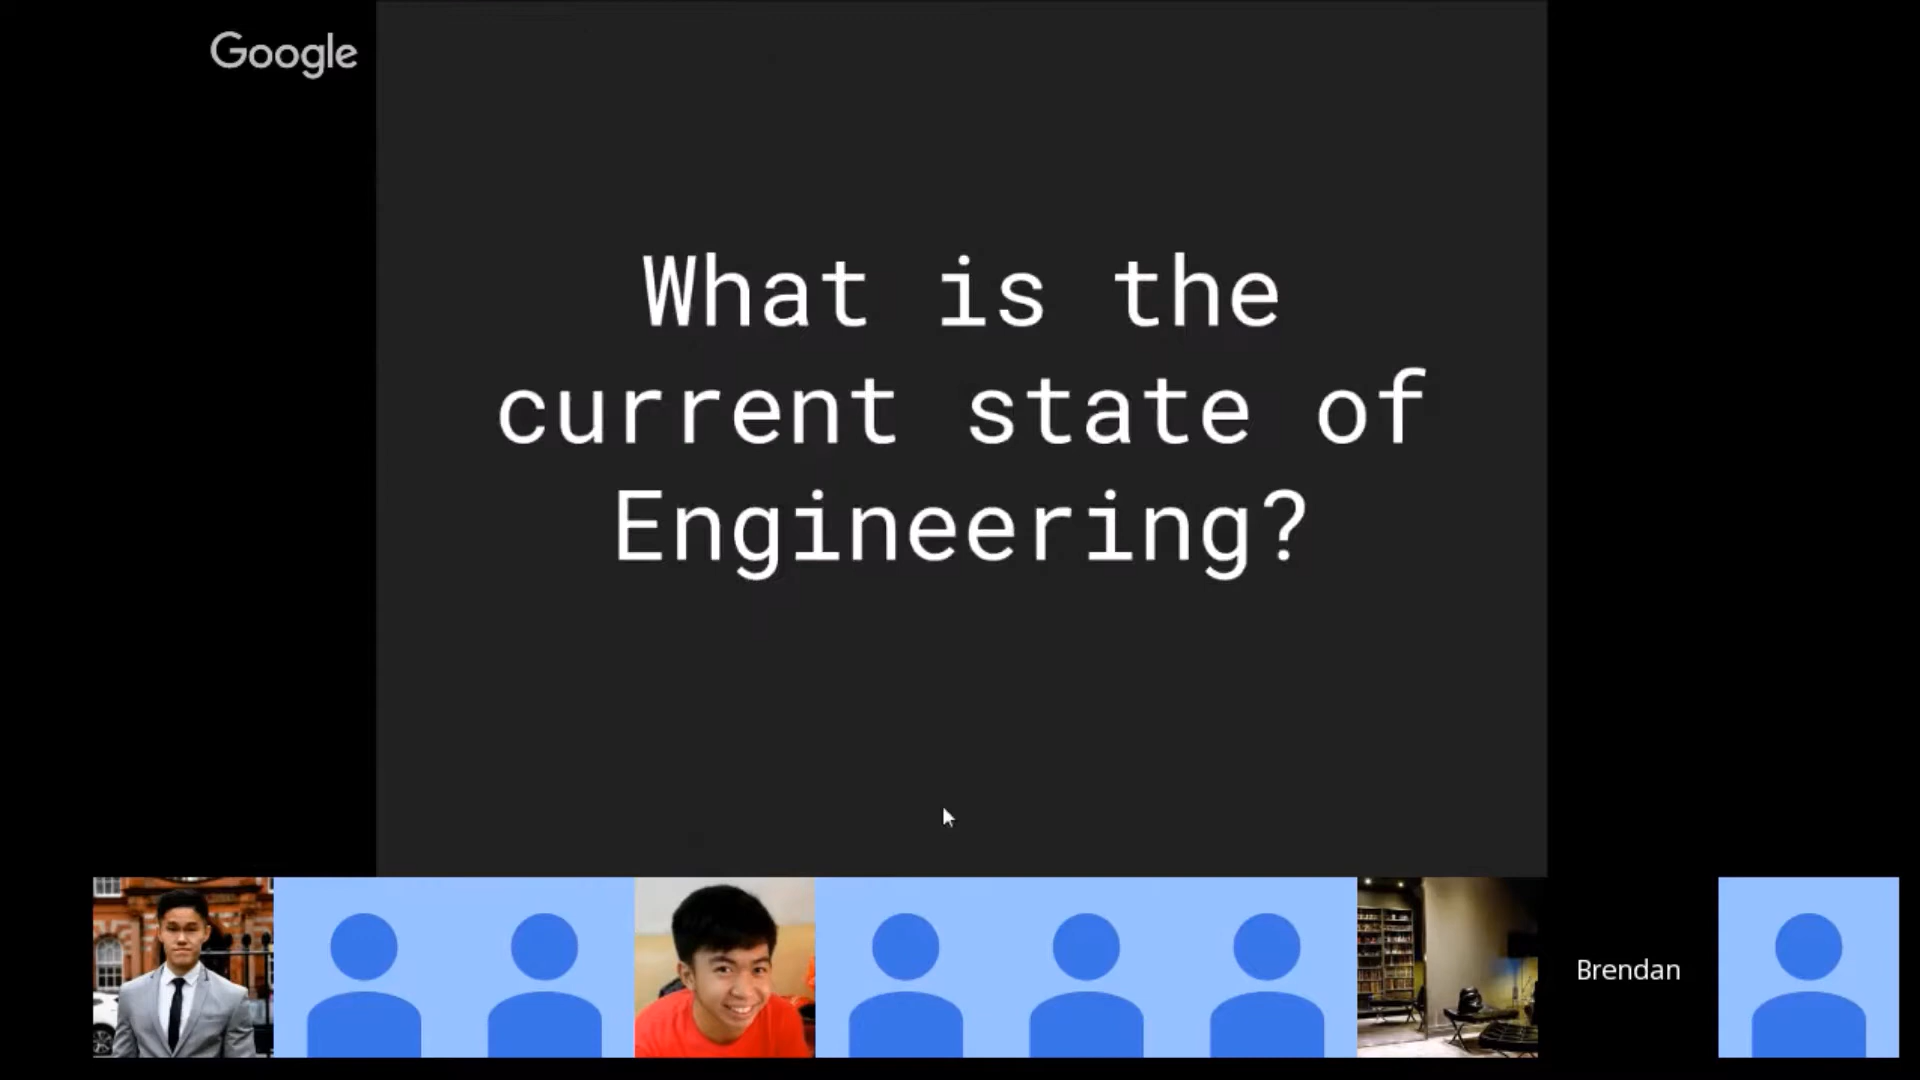 Google
What is the
current state of
Engineering?
Brendan